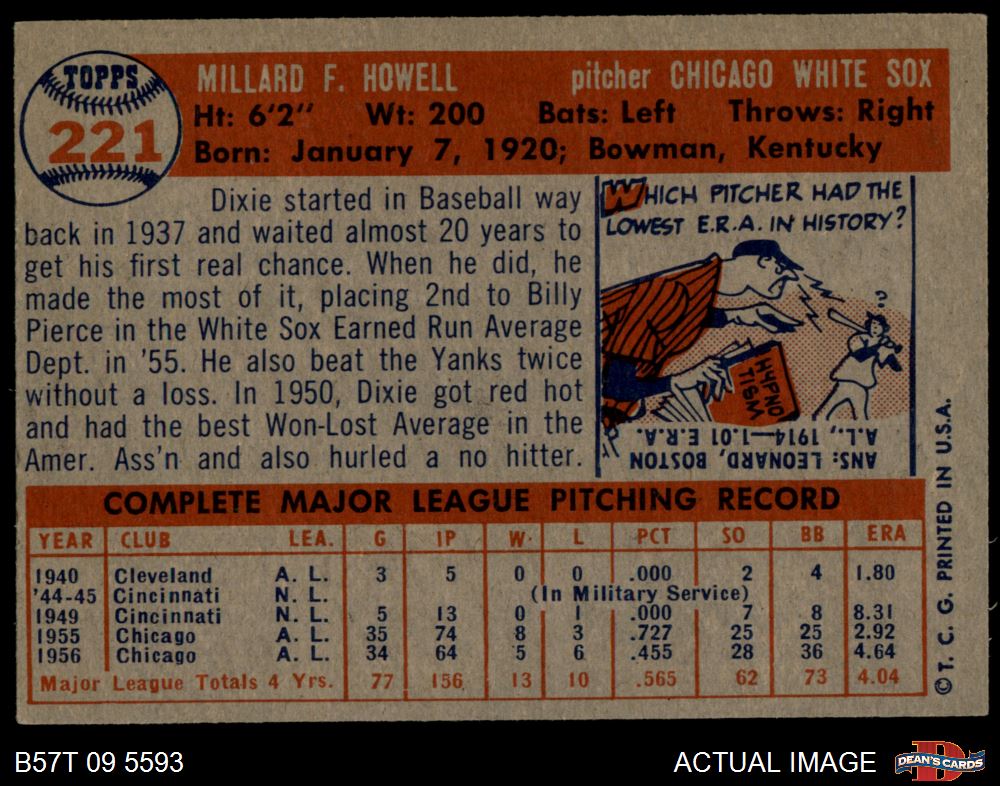 TOPPS
221
MILLARD F. HOWELL pitcher CHICAGO WHITE SOX
Ht: 6'2" Wt: 200 Bats: Left Throws: Right
Born: January 7, 1920; Bowman, Kentucky
Dixie started in Baseball way
back in 1937 and waited almost 20 years to
get his first real chance. When he did, he
made the most of it, placing 2nd to Billy
Pierce in the White Sox Earned Run Average
Dept. in '55. He also beat the Yanks twice
without a loss. In 1950, Dixie got red hot
and had the best Won-Lost Average in the
Amer. Ass'n and also hurled a no hitter.
WHICH PITCHER HAD THE
LOWEST E.R.A. IN HISTORY?
??
HYPNO
TISM
ANS: LEONARD, BOSTON
A.L., 1914—1.01 E.R.A.
COMPLETE MAJOR LEAGUE PITCHING RECORD
YEAR CLUB LEA. G IP W L PCT SO BB ERA
1940 Cleveland A. L. 3 5 0 0 .000 2 4 1.80
'44-45 Cincinnati N. L. (In Military Service)
1949 Cincinnati N. L. 5 13 0 1 .000 7 8 8.31
1955 Chicago A. L. 35 74 8 3 .727 25 25 2.92
1956 Chicago A. L. 34 64 5 6 .455 28 36 4.64
Major League Totals 4 Yrs. 77 156 13 10 .565 62 73 4.04
© T. C. G. PRINTED IN U.S.A.
B57T 09 5593
ACTUAL IMAGE
D
DEAN'S CARDS